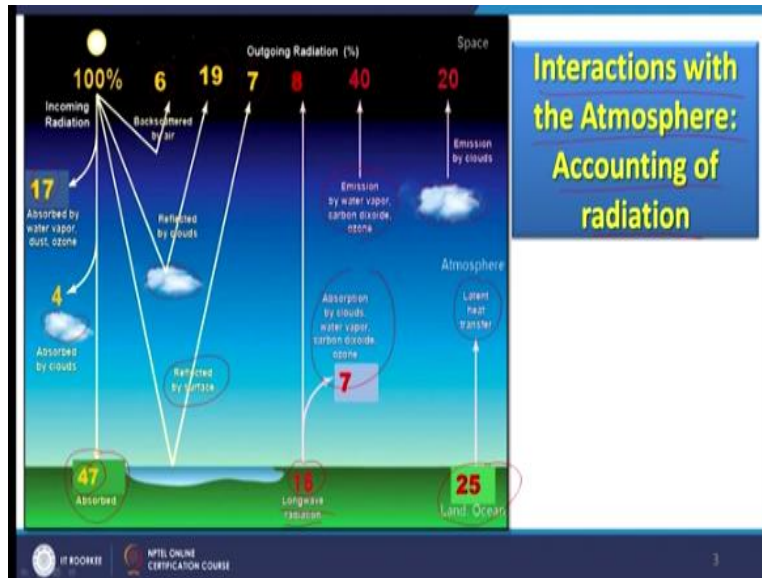 Outgoing Radiation (%)
Space
100%
6
19
7
8
40
20
Incoming
Radiation
Backscattered
by air
Emission
by clouds
17
Absorbed by
water vapor,
dust, ozone
Reflected
by clouds
Emission
by water vapor,
carbon dixoide,
ozone
Atmosphere
4
Absorbed
by clouds
Absorption
by clouds,
water vapor,
carbon dixoide,
ozone
Latent
heat
transfer
Reflected
by surface
7
47
Absorbed
15
Longwave
radiation
25
Land, Ocean
Interactions with
the Atmosphere:
Accounting of
radiation
IIT ROORKEE
NPTEL ONLINE
CERTIFICATION COURSE
3